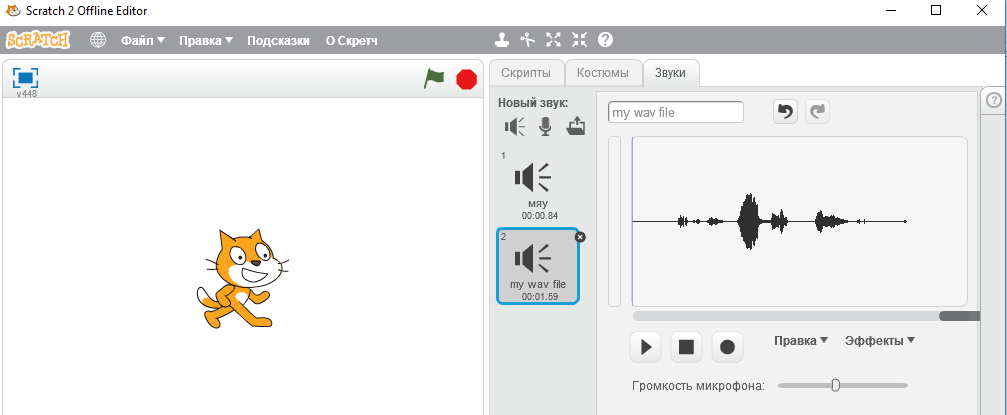 Scratch 2 Offline Editor
SCRATCH Файл Правка Подсказки О Скретч
v448
Скрипты Костюмы Звуки
Новый звук:
my wav file
1
мяу
00:00.84
2
my wav file
00:01.59
Правка Эффекты
Громкость микрофона: